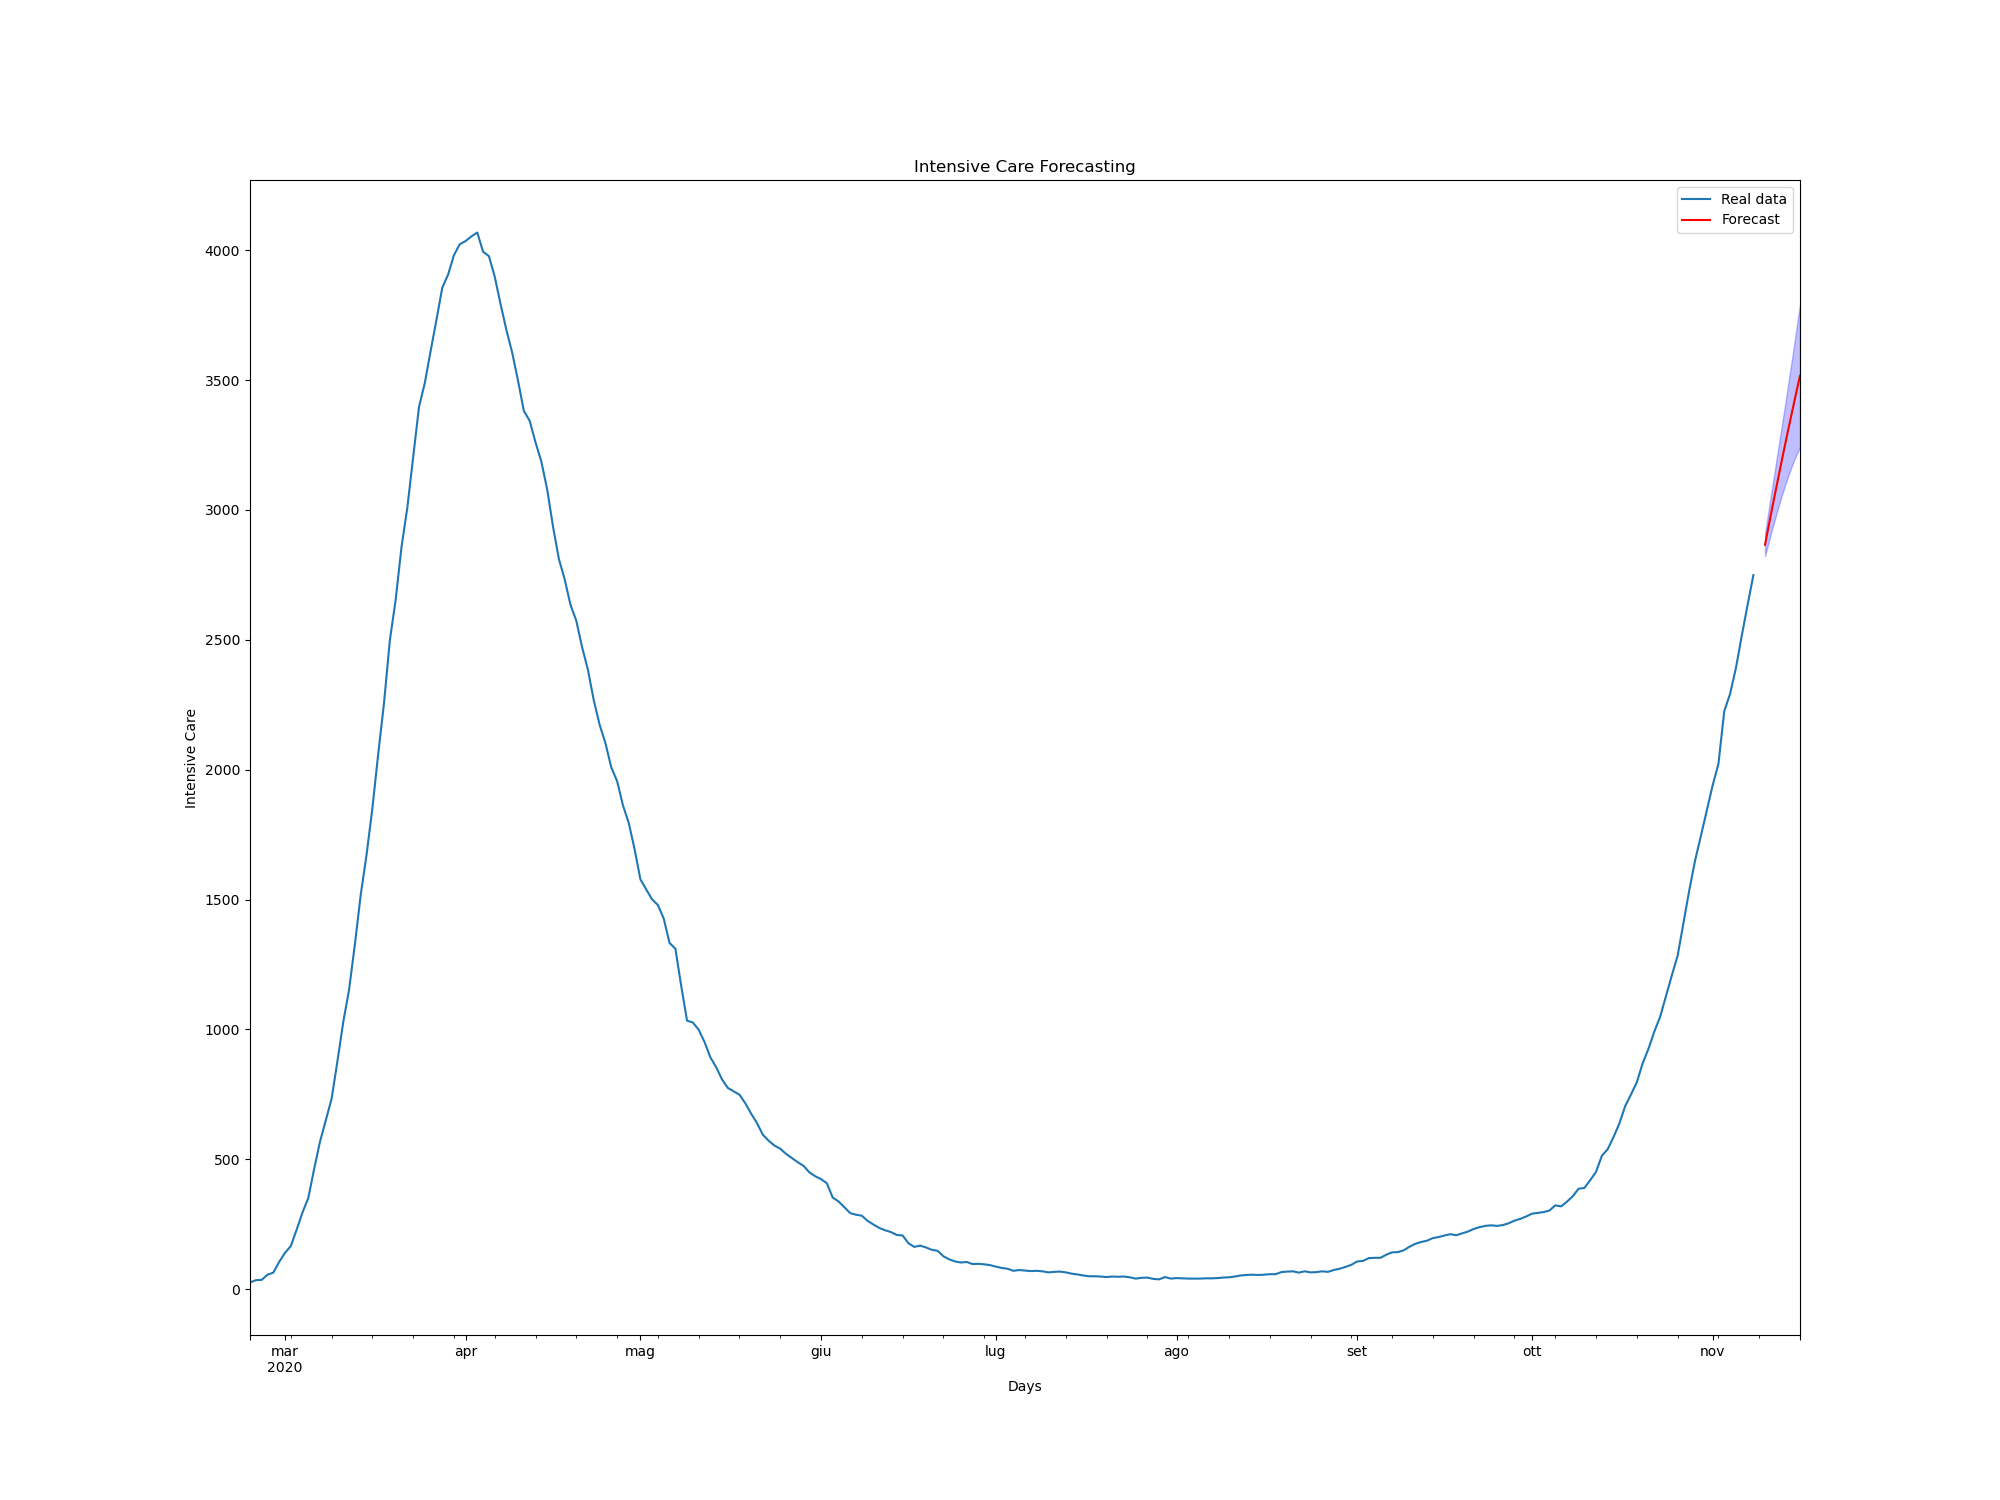 Intensive Care Forecasting
Real data
Forecast
Intensive Care
4000
3500
3000
2500
2000
1500
1000
500
0
mar apr mag giu lug ago set ott nov
2020
Days